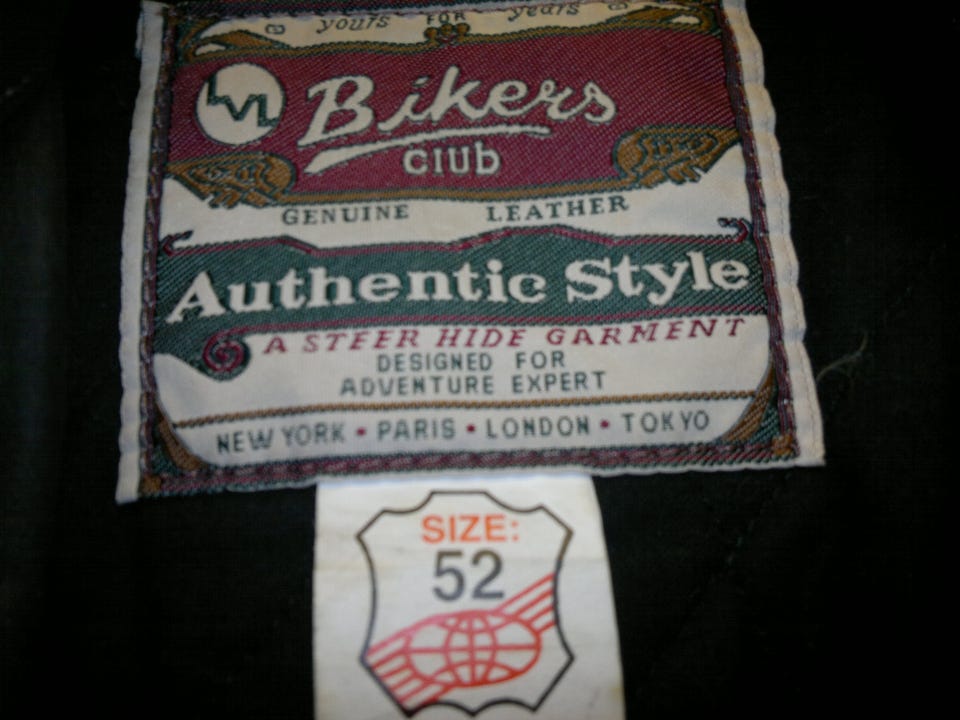 yours FOR years
LVL
Bikers
Club
GENUINE LEATHER
Authentic Style
A STEER HIDE GARMENT
DESIGNED FOR
ADVENTURE EXPERT
NEW YORK • PARIS • LONDON • TOKYO
SIZE:
52